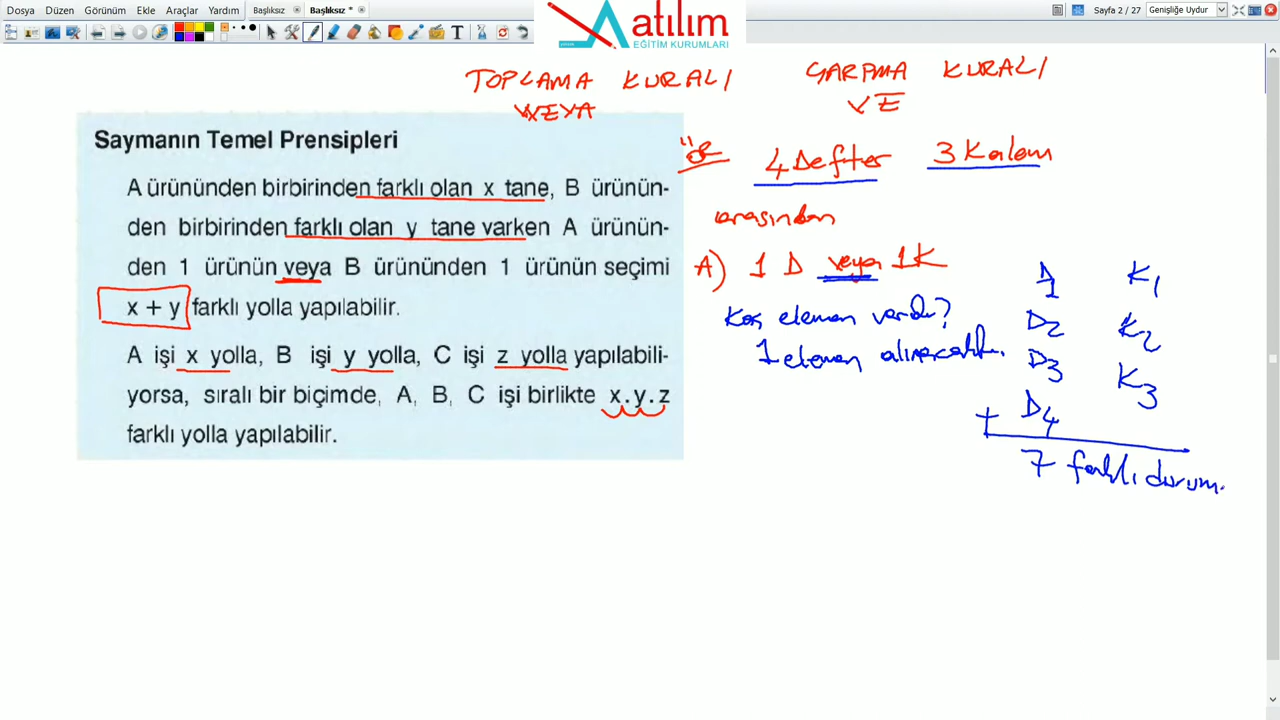 Dosya Düzen Görünüm Ekle Araçlar Yardım
Başlıksız
Başlıksız *
Sayfa 2 / 27
Genişliğe Uydur
atılım
EĞİTİM KURUMLARI
TOPLAMA KURALI
VEYA
ÇARPMA KURALI
VE
Saymanın Temel Prensipleri
A ürününden birbirinden farklı olan x tane, B ürünün-
den birbirinden farklı olan y tane varken A ürünün-
den 1 ürünün veya B ürününden 1 ürünün seçimi
x + y farklı yolla yapılabilir.
A işi x yolla, B işi y yolla, C işi z yolla yapılabili-
yorsa, sıralı bir biçimde, A, B, C işi birlikte x.y.z
farklı yolla yapılabilir.
ÖR 4 Defter 3 Kalem
arasından
A) 1 D veya 1K
Kaç eleman vardır?
1 eleman alınacaktır.
D1 K1
D2 K2
D3 K3
+ D4
7 farklı durum.